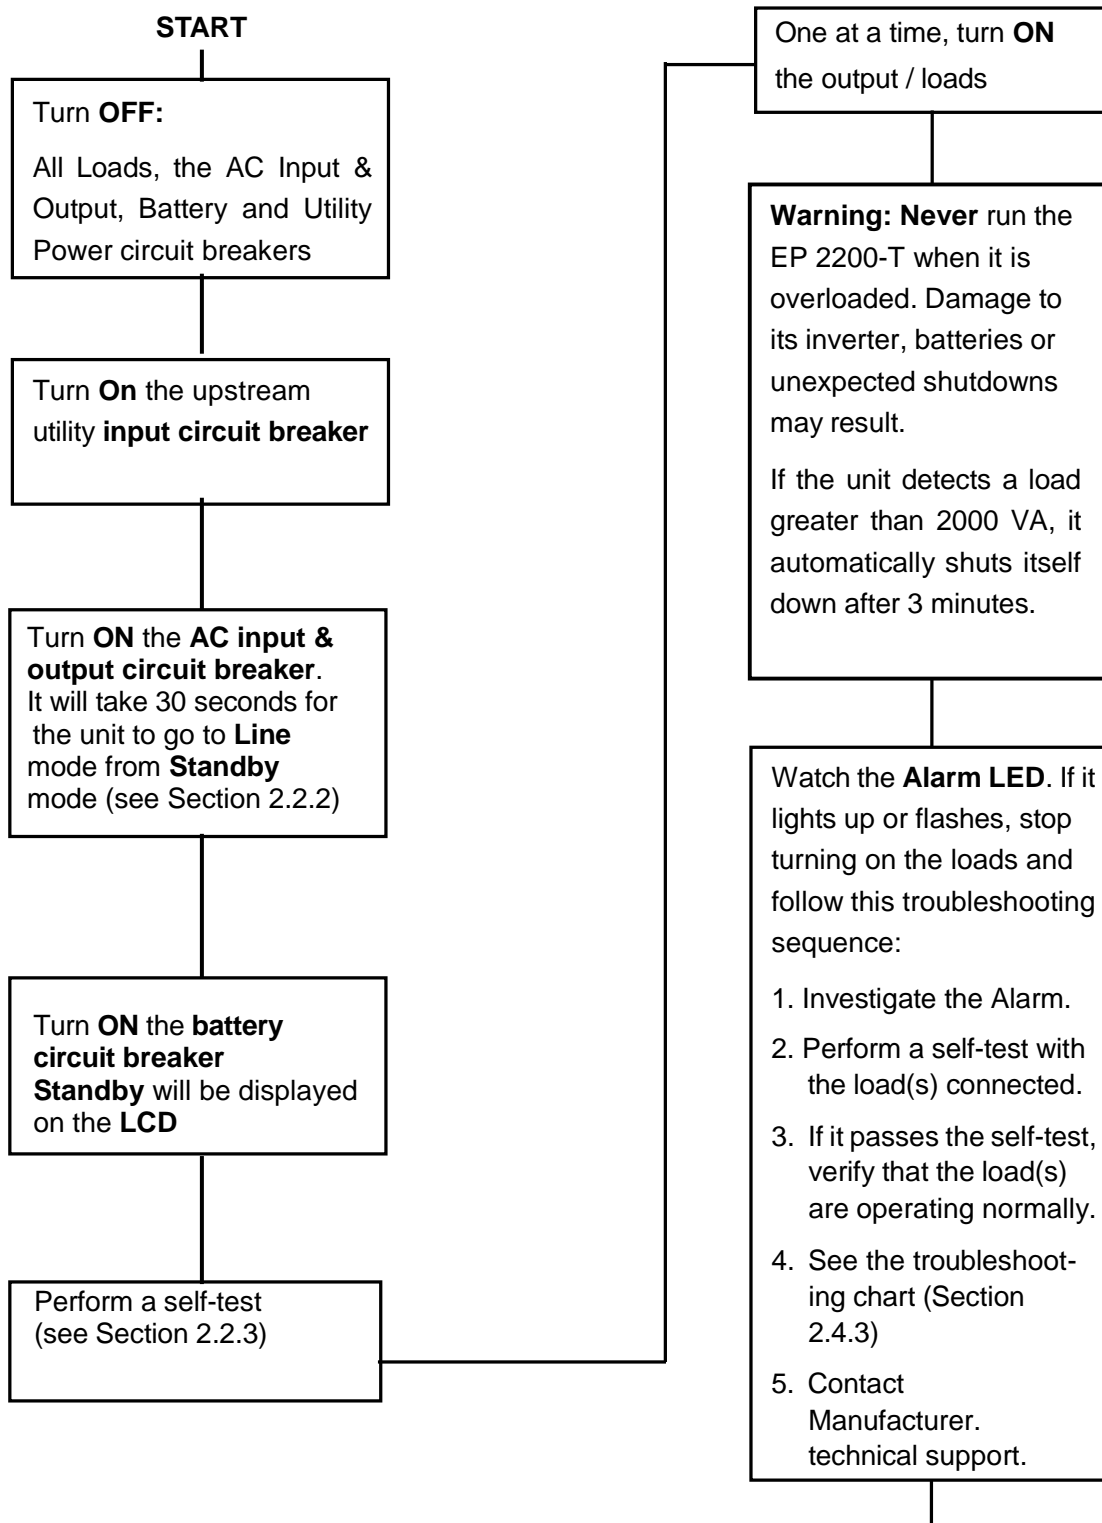 START
Turn OFF:
All Loads, the AC Input &
Output, Battery and Utility
Power circuit breakers
Turn On the upstream
utility input circuit breaker
Turn ON the AC input &
output circuit breaker.
It will take 30 seconds for
the unit to go to Line
mode from Standby
mode (see Section 2.2.2)
Turn ON the battery
circuit breaker
Standby will be displayed
on the LCD
Perform a self-test
(see Section 2.2.3)
One at a time, turn ON
the output / loads
Warning: Never run the
EP 2200-T when it is
overloaded. Damage to
its inverter, batteries or
unexpected shutdowns
may result.
If the unit detects a load
greater than 2000 VA, it
automatically shuts itself
down after 3 minutes.
Watch the Alarm LED. If it
lights up or flashes, stop
turning on the loads and
follow this troubleshooting
sequence:
1. Investigate the Alarm.
2. Perform a self-test with
the load(s) connected.
3. If it passes the self-test,
verify that the load(s)
are operating normally.
4. See the troubleshoot-
ing chart (Section
2.4.3)
5. Contact
Manufacturer.
technical support.